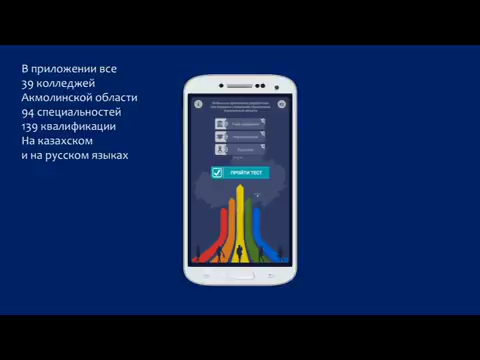 В приложении все
39 колледжей
Акмолинской области
94 специальностей
139 квалификации
На казахском
и на русском языках
ПРОЙТИ ТЕСТ